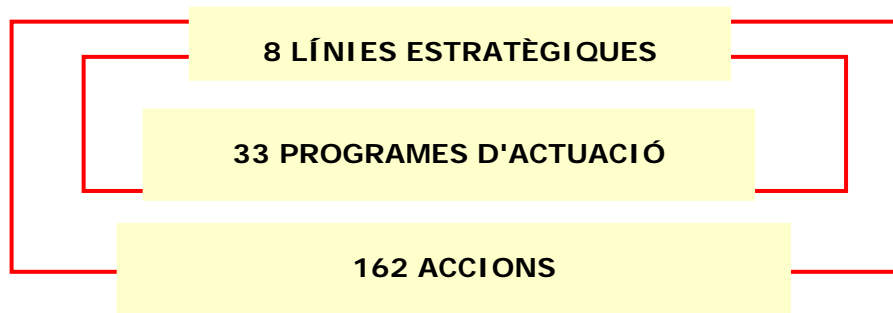 8 LÍNIES ESTRATÈGIQUES
33 PROGRAMES D'ACTUACIÓ
162 ACCIONS